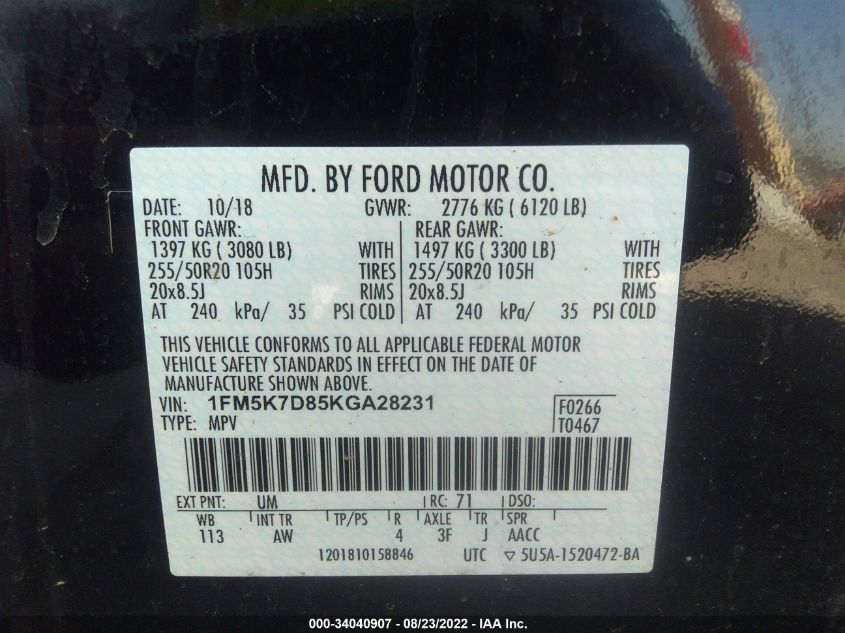 MFD. BY FORD MOTOR CO.
DATE: 10/18 GVWR: 2776 KG ( 6120 LB)
FRONT GAWR: REAR GAWR:
1397 KG ( 3080 LB) WITH 1497 KG ( 3300 LB) WITH
255/50R20 105H TIRES 255/50R20 105H TIRES
20x8.5J RIMS 20x8.5J RIMS
AT 240 kPa/ 35 PSI COLD AT 240 kPa/ 35 PSI COLD
THIS VEHICLE CONFORMS TO ALL APPLICABLE FEDERAL MOTOR
VEHICLE SAFETY STANDARDS IN EFFECT ON THE DATE OF
MANUFACTURE SHOWN ABOVE.
VIN: 1FM5K7D85KGA28231 F0266
TYPE: MPV T0467
EXT PNT: UM RC: 71 DSO:
WB INT TR TP/PS R AXLE TR SPR
113 AW 4 3F J AACC
1201810158846 UTC ▽ 5U5A-1520472-BA
000-34040907 - 08/23/2022 - IAA Inc.